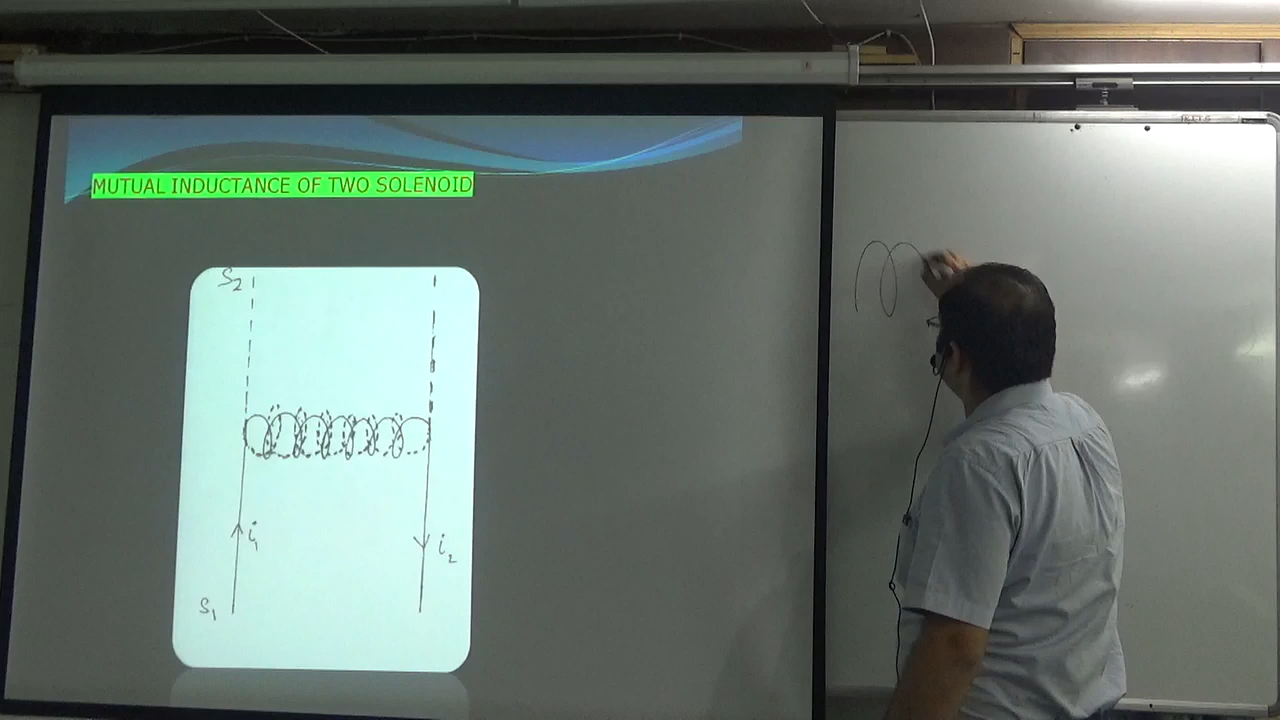 MUTUAL INDUCTANCE OF TWO SOLENOID
S2
i1
i2
S1